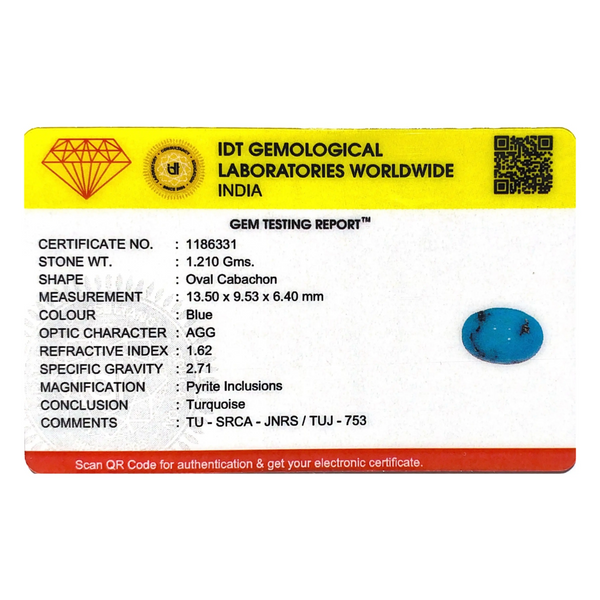 IDT GEMOLOGICAL
LABORATORIES WORLDWIDE
INDIA
GEM TESTING REPORT™
CERTIFICATE NO. : 1186331
STONE WT. : 1.210 Gms.
SHAPE : Oval Cabachon
MEASUREMENT : 13.50 x 9.53 x 6.40 mm
COLOUR : Blue
OPTIC CHARACTER : AGG
REFRACTIVE INDEX : 1.62
SPECIFIC GRAVITY : 2.71
MAGNIFICATION : Pyrite Inclusions
CONCLUSION : Turquoise
COMMENTS : TU - SRCA - JNRS / TUJ - 753
Scan QR Code for authentication & get your electronic certificate.